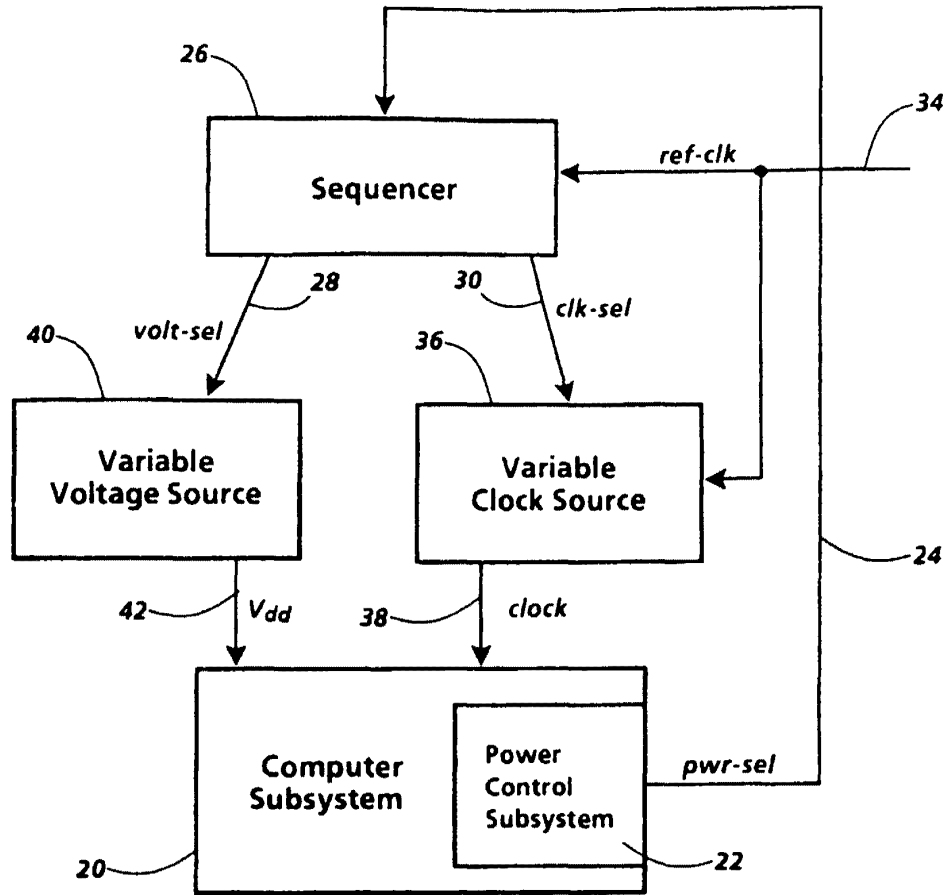 26
34
ref-clk
Sequencer
28
30
volt-sel
clk-sel
40
36
Variable
Voltage Source
Variable
Clock Source
24
42
Vdd
38
clock
Computer
Subsystem
Power
Control
Subsystem
pwr-sel
20
22